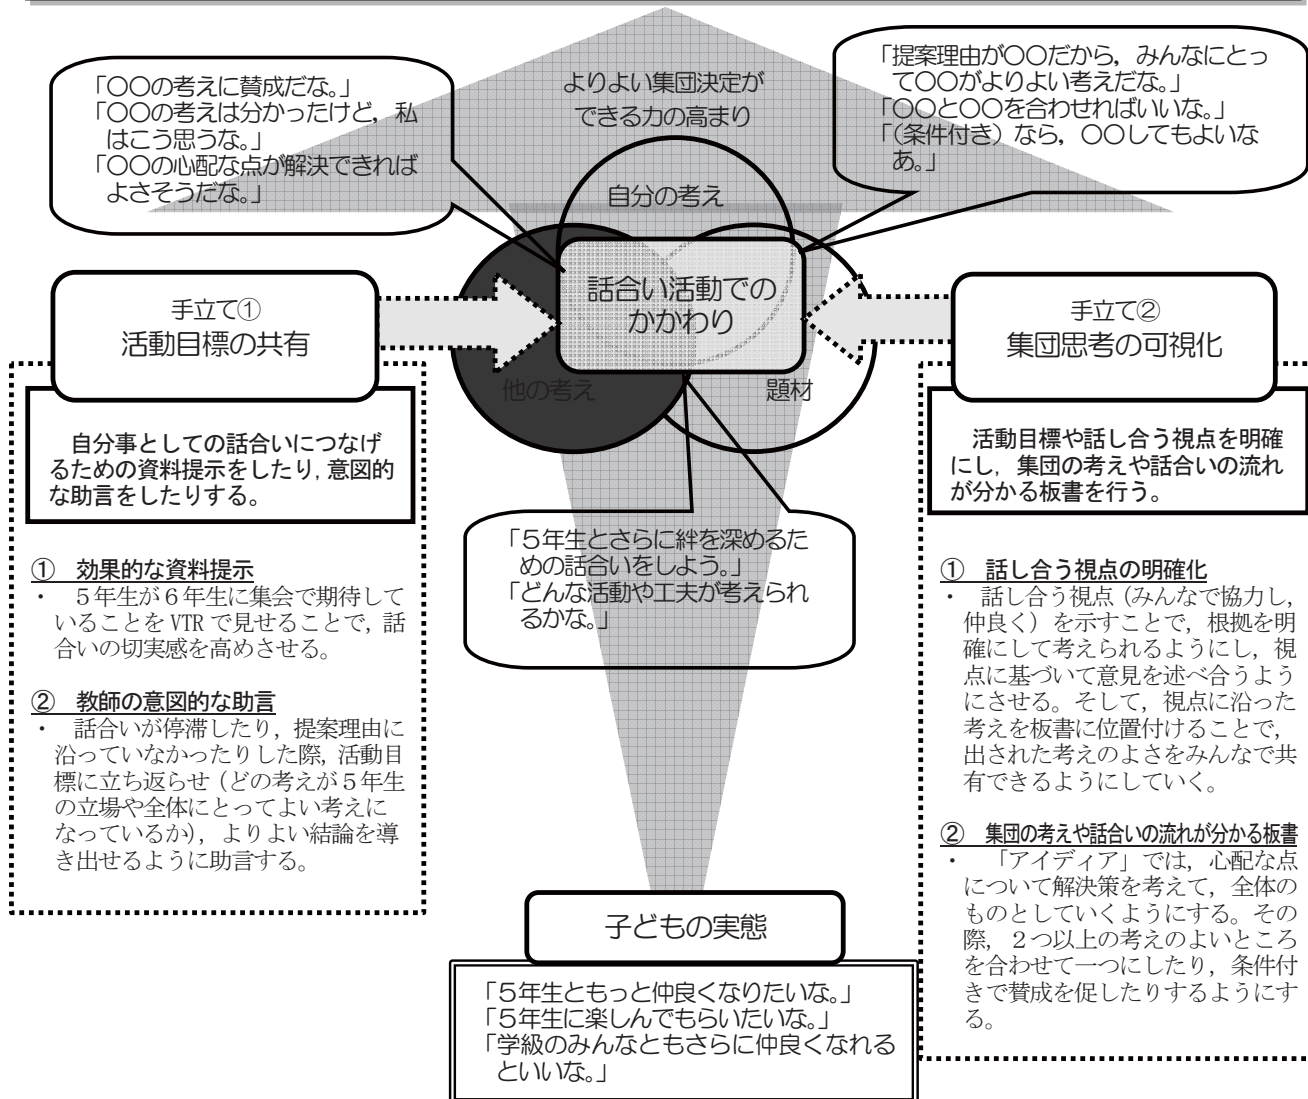 よりよい集団決定が
できる力の高まり
「〇〇の考えに賛成だな。」
「〇〇の考えは分かったけど，私
はこう思うな。」
「〇〇の心配な点が解決できれば
よさそうだな。」
「提案理由が〇〇だから，みんなにとっ
て〇〇がよりよい考えだな。」
「〇〇と〇〇を合わせればいいな。」
「（条件付き）なら，〇〇してもよいな
あ。」
自分の考え
話合い活動での
かかわり
他の考え
題材
手立て①
活動目標の共有
自分事としての話合いにつなげ
るための資料提示をしたり，意図的
な助言をしたりする。
① 効果的な資料提示
・ ５年生が６年生に集会で期待して
いることを VTR で見せることで，話
合いの切実感を高めさせる。
② 教師の意図的な助言
・ 話合いが停滞したり，提案理由に
沿っていなかったりした際，活動目
標に立ち返らせ（どの考えが５年生
の立場や全体にとってよい考えに
なっているか），よりよい結論を導
き出せるように助言する。
「５年生とさらに絆を深めるた
めの話合いをしよう。」
「どんな活動や工夫が考えられ
るかな。」
手立て②
集団思考の可視化
活動目標や話し合う視点を明確
にし，集団の考えや話合いの流れ
が分かる板書を行う。
① 話し合う視点の明確化
・ 話し合う視点（みんなで協力し，
仲良く）を示すことで，根拠を明
確にして考えられるようにし，視
点に基づいて意見を述べ合うよう
にさせる。そして，視点に沿った
考えを板書に位置付けることで，
出された考えのよさをみんなで共
有できるようにしていく。
② 集団の考えや話合いの流れが分かる板書
・ 「アイディア」では，心配な点
について解決策を考えて，全体の
ものとしていくようにする。その
際，２つ以上の考えのよいところ
を合わせて一つにしたり，条件付
きで賛成を促したりするようにす
る。
子どもの実態
「５年生ともっと仲良くなりたいな。」
「５年生に楽しんでもらいたいな。」
「学級のみんなともさらに仲良くなれる
といいな。」